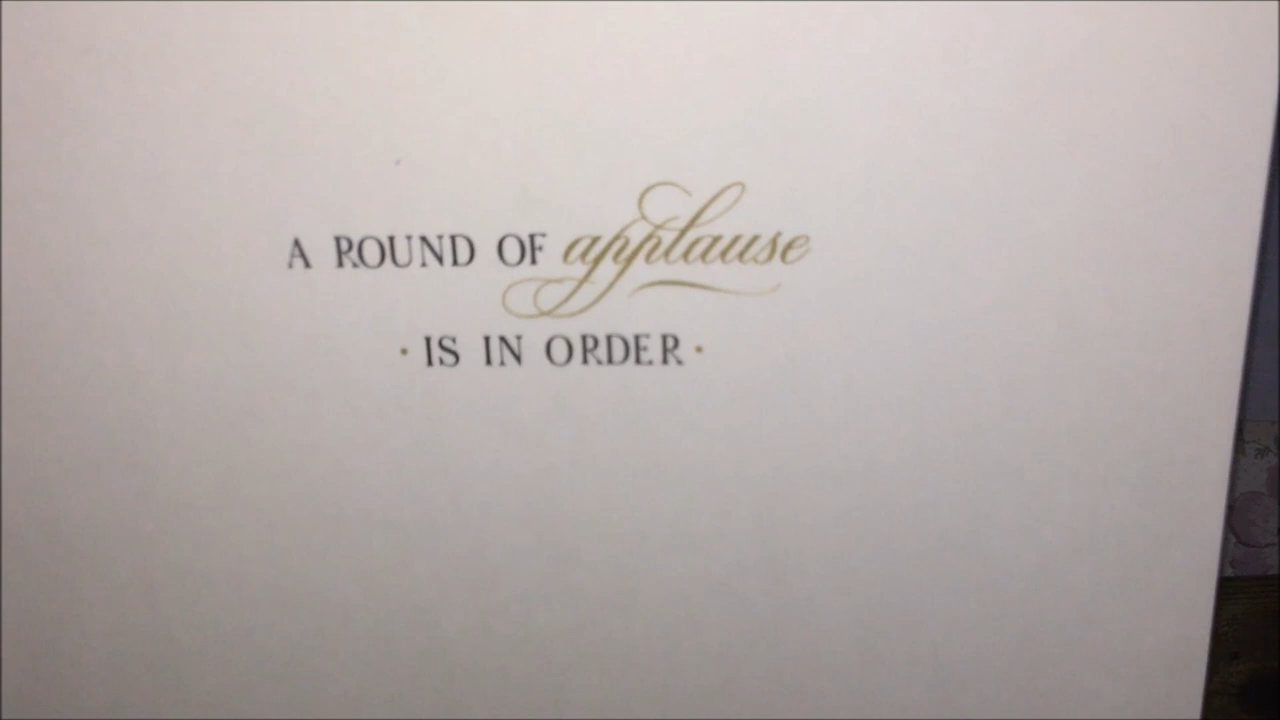 A ROUND OF applause
· IS IN ORDER ·